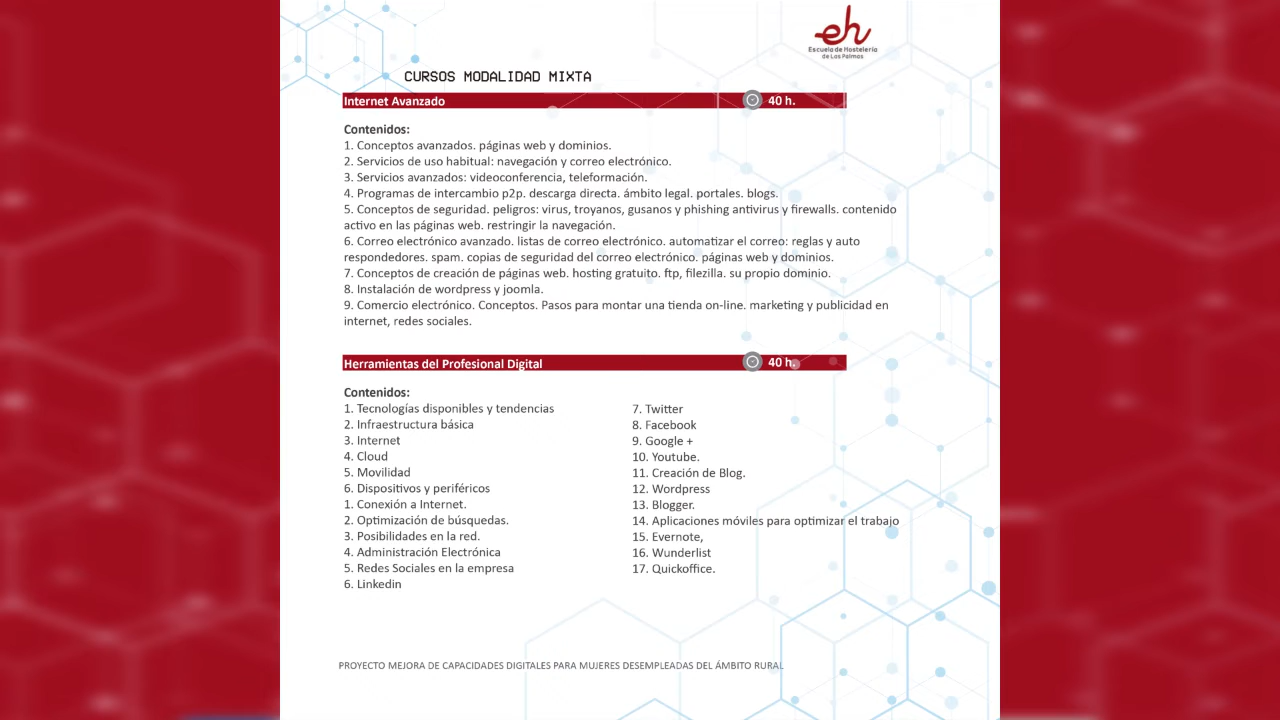 eh
Escuela de Hostelería
de Las Palmas
CURSOS MODALIDAD MIXTA
Internet Avanzado 40 h.
Contenidos:
1. Conceptos avanzados. páginas web y dominios.
2. Servicios de uso habitual: navegación y correo electrónico.
3. Servicios avanzados: videoconferencia, teleformación.
4. Programas de intercambio p2p. descarga directa. ámbito legal. portales. blogs.
5. Conceptos de seguridad. peligros: virus, troyanos, gusanos y phishing antivirus y firewalls. contenido
activo en las páginas web. restringir la navegación.
6. Correo electrónico avanzado. listas de correo electrónico. automatizar el correo: reglas y auto
respondedores. spam. copias de seguridad del correo electrónico. páginas web y dominios.
7. Conceptos de creación de páginas web. hosting gratuito. ftp, filezilla. su propio dominio.
8. Instalación de wordpress y joomla.
9. Comercio electrónico. Conceptos. Pasos para montar una tienda on-line. marketing y publicidad en
internet, redes sociales.
Herramientas del Profesional Digital 40 h.
Contenidos:
1. Tecnologías disponibles y tendencias
2. Infraestructura básica
3. Internet
4. Cloud
5. Movilidad
6. Dispositivos y periféricos
1. Conexión a Internet.
2. Optimización de búsquedas.
3. Posibilidades en la red.
4. Administración Electrónica
5. Redes Sociales en la empresa
6. Linkedin
7. Twitter
8. Facebook
9. Google +
10. Youtube.
11. Creación de Blog.
12. Wordpress
13. Blogger.
14. Aplicaciones móviles para optimizar el trabajo
15. Evernote,
16. Wunderlist
17. Quickoffice.
PROYECTO MEJORA DE CAPACIDADES DIGITALES PARA MUJERES DESEMPLEADAS DEL ÁMBITO RURAL